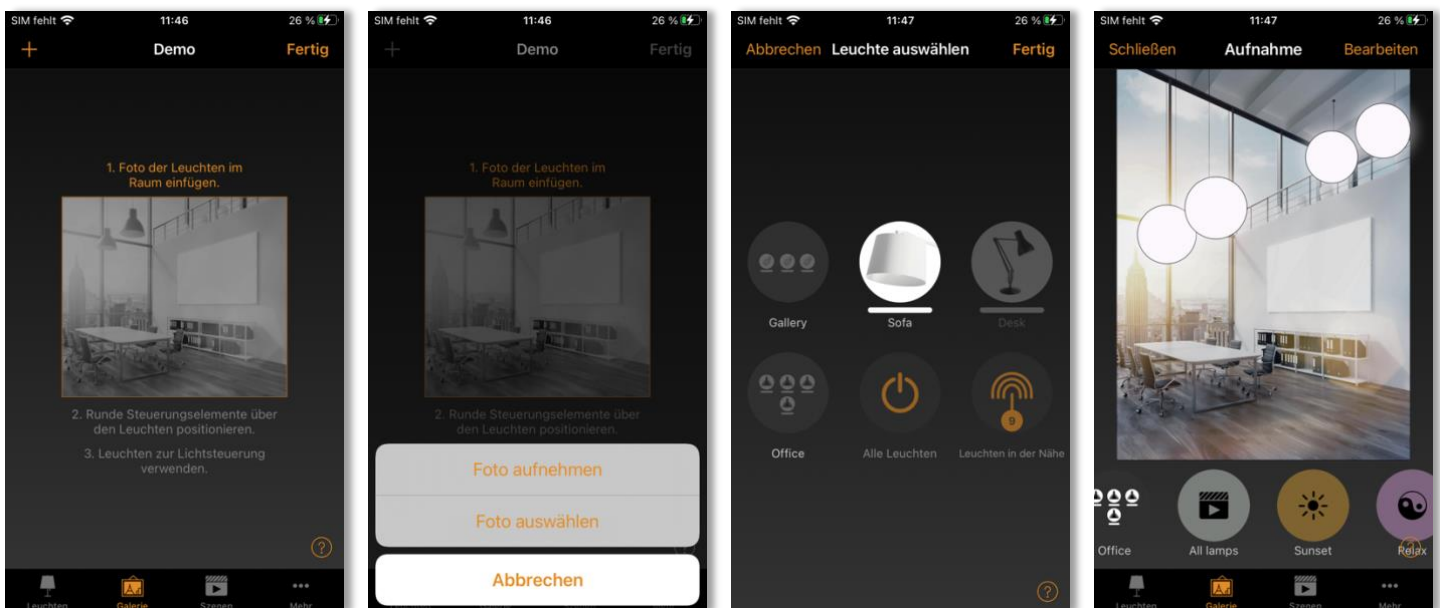 SIM fehlt 11:46 26 %
+ Demo Fertig
1. Foto der Leuchten im
Raum einfügen.
2. Runde Steuerungselemente über
den Leuchten positionieren.
3. Leuchten zur Lichtsteuerung
verwenden.
?
Leuchten Galerie Szenen Mehr
SIM fehlt 11:46 26 %
+ Demo Fertig
1. Foto der Leuchten im
Raum einfügen.
2. Runde Steuerungselemente über
den Leuchten positionieren.
Foto aufnehmen
Foto auswählen
Abbrechen
SIM fehlt 11:47 26 %
Abbrechen Leuchte auswählen Fertig
Gallery Sofa Desk
9
Office Alle Leuchten Leuchten in der Nähe
?
SIM fehlt 11:47 26 %
Schließen Aufnahme Bearbeiten
Office All lamps Sunset Relax
?
Leuchten Galerie Szenen Mehr